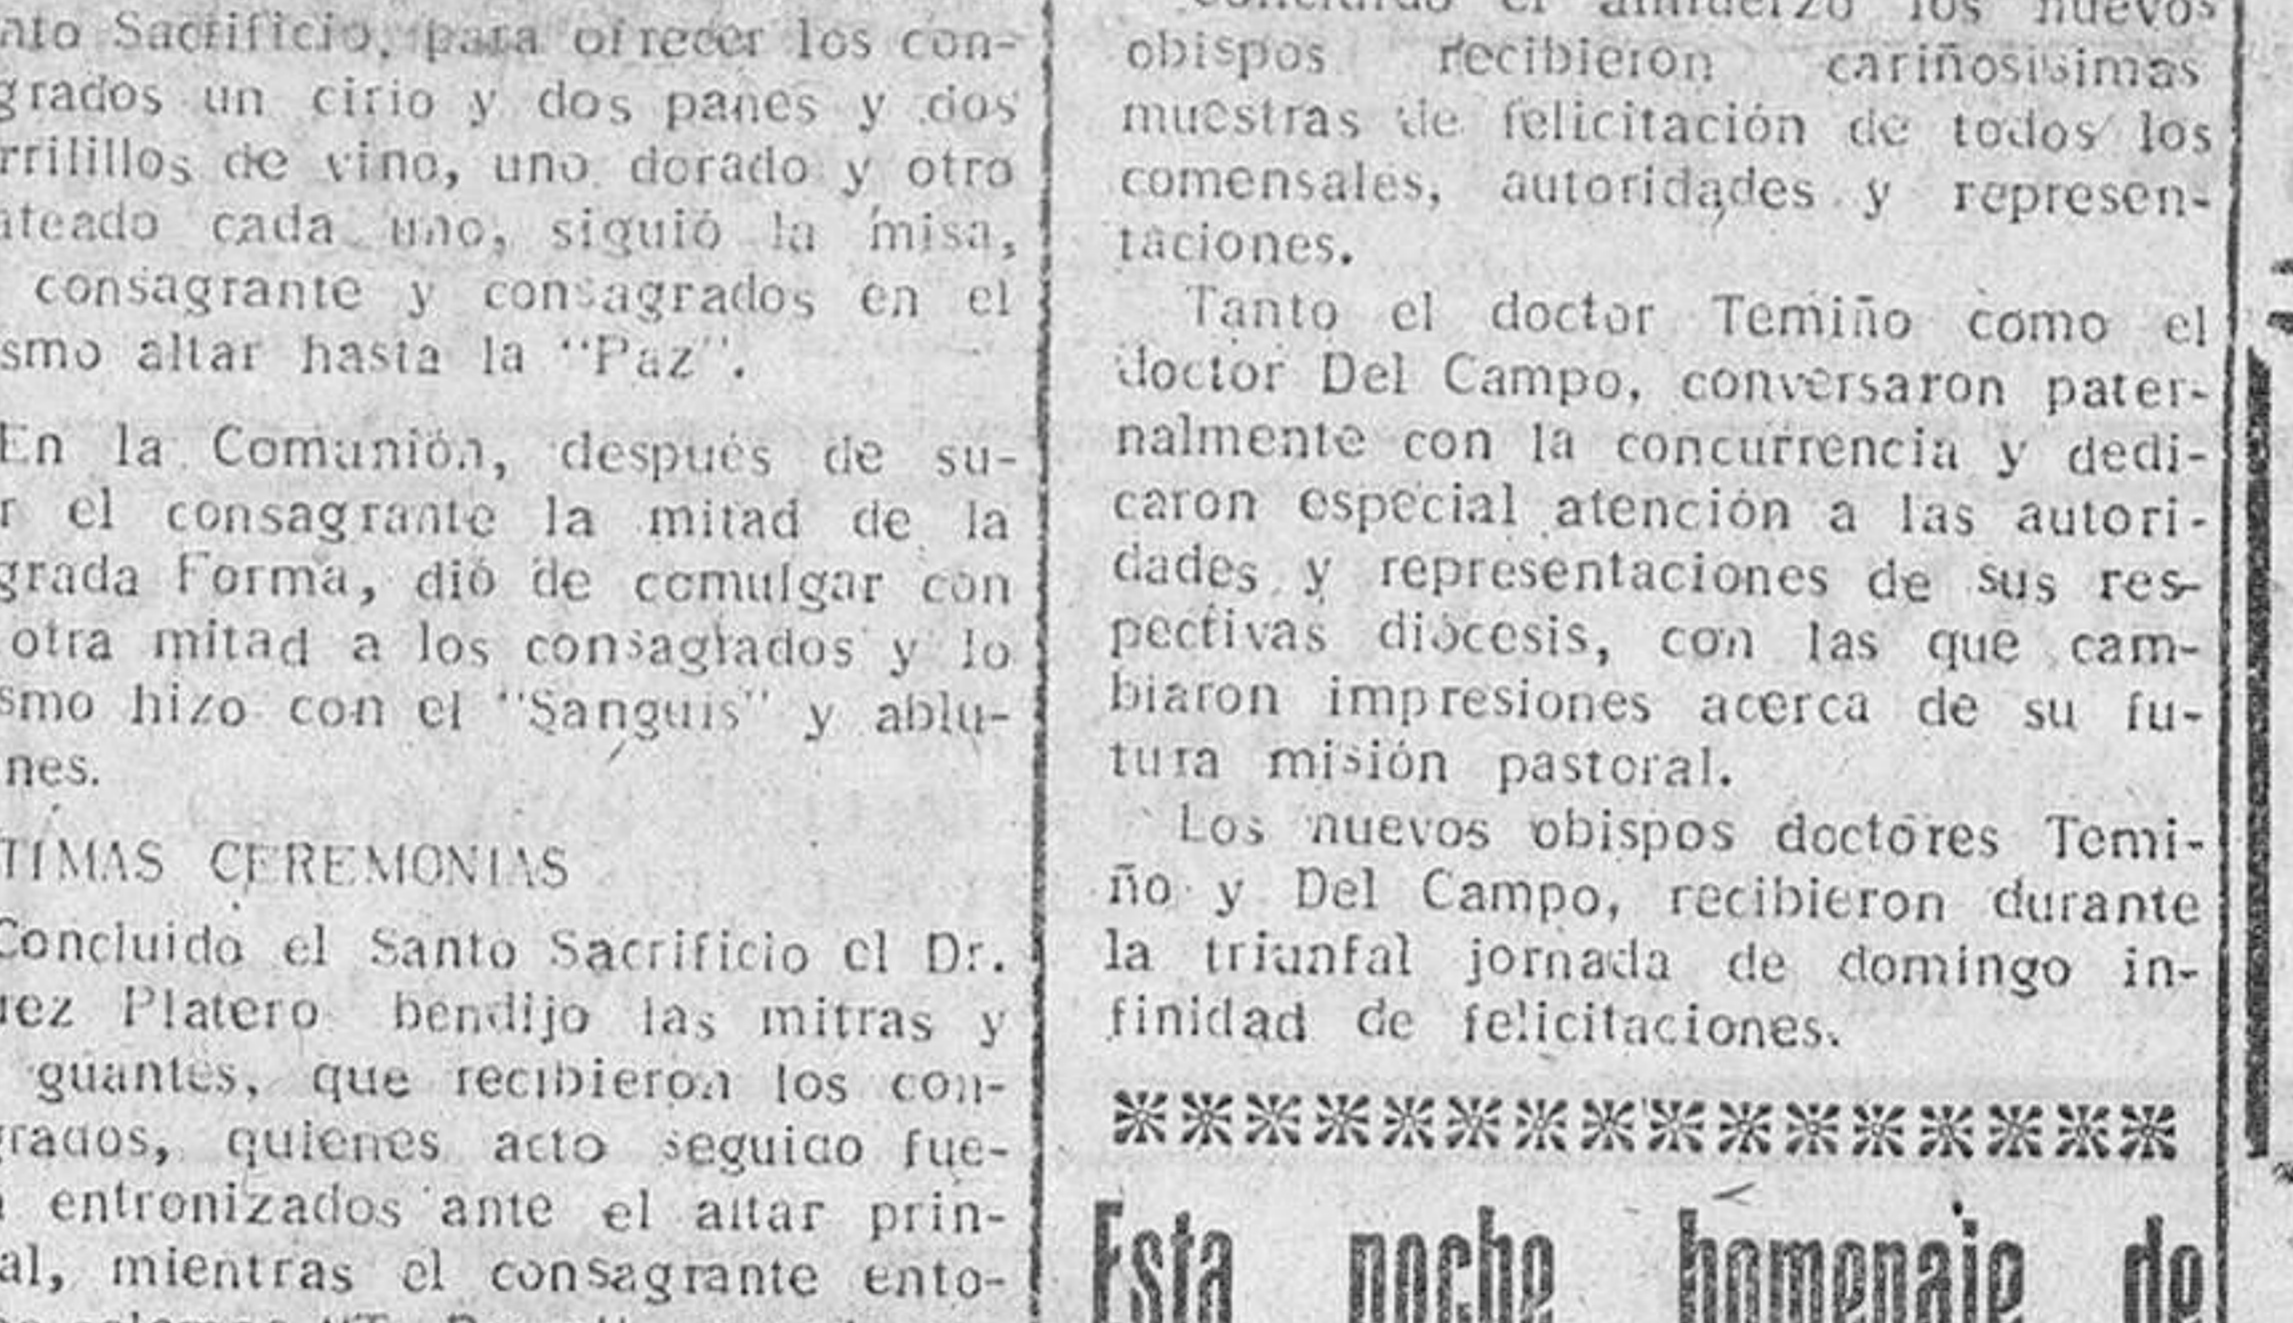 nto Sacrificio, para ofrecer los con-
grados un cirio y dos panes y dos
rrilillos de vino, uno dorado y otro
ateado cada uno, siguió la misa,
consagrante y consagrados en el
smo altar hasta la "Paz".
En la Comunión, después de su-
r el consagrante la mitad de la
grada Forma, dió de comulgar con
otra mitad a los consagrados y lo
smo hizo con el "Sanguis" y ablu-
nes.
TIMAS CEREMONIAS
Concluido el Santo Sacrificio el Dr.
uez Platero bendijo las mitras y
guantes, que recibieron los con-
grados, quienes acto seguido fue-
n entronizados ante el altar prin-
al, mientras el consagrante ento-
Concluido el almuerzo los nuevos
obispos recibieron cariñosisimas
muestras de felicitación de todos los
comensales, autoridades y represen-
taciones.
Tanto el doctor Temiño como el
doctor Del Campo, conversaron pater-
nalmente con la concurrencia y dedi-
caron especial atención a las autori-
dades y representaciones de sus res-
pectivas diócesis, con las que cam-
biaron impresiones acerca de su fu-
tura misión pastoral.
Los nuevos obispos doctores Temi-
ño y Del Campo, recibieron durante
la triunfal jornada de domingo in-
finidad de felicitaciones.
Esta noche homenaje de